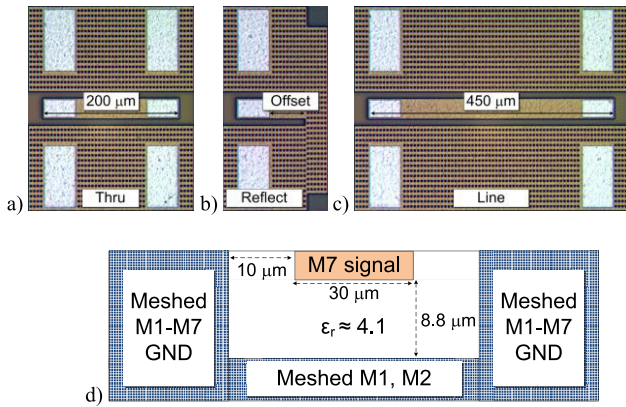 200 μm
Thru
a)
Offset
Reflect
b)
450 μm
Line
c)
10 μm
M7 signal
30 μm
Meshed
M1-M7
GND
εr ≈ 4.1
8.8 μm
Meshed
M1-M7
GND
Meshed M1, M2
d)